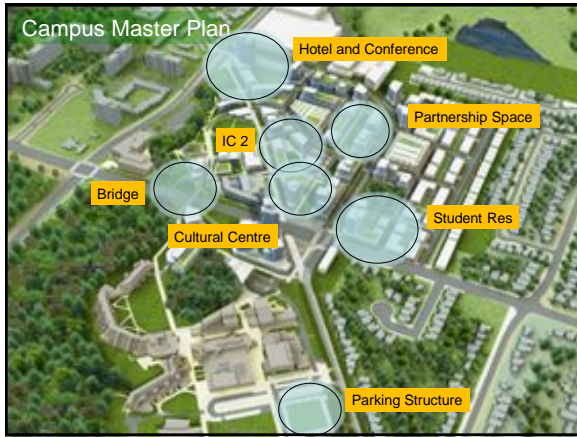 Campus Master Plan
Hotel and Conference
Partnership Space
IC 2
Bridge
Student Res
Cultural Centre
Parking Structure